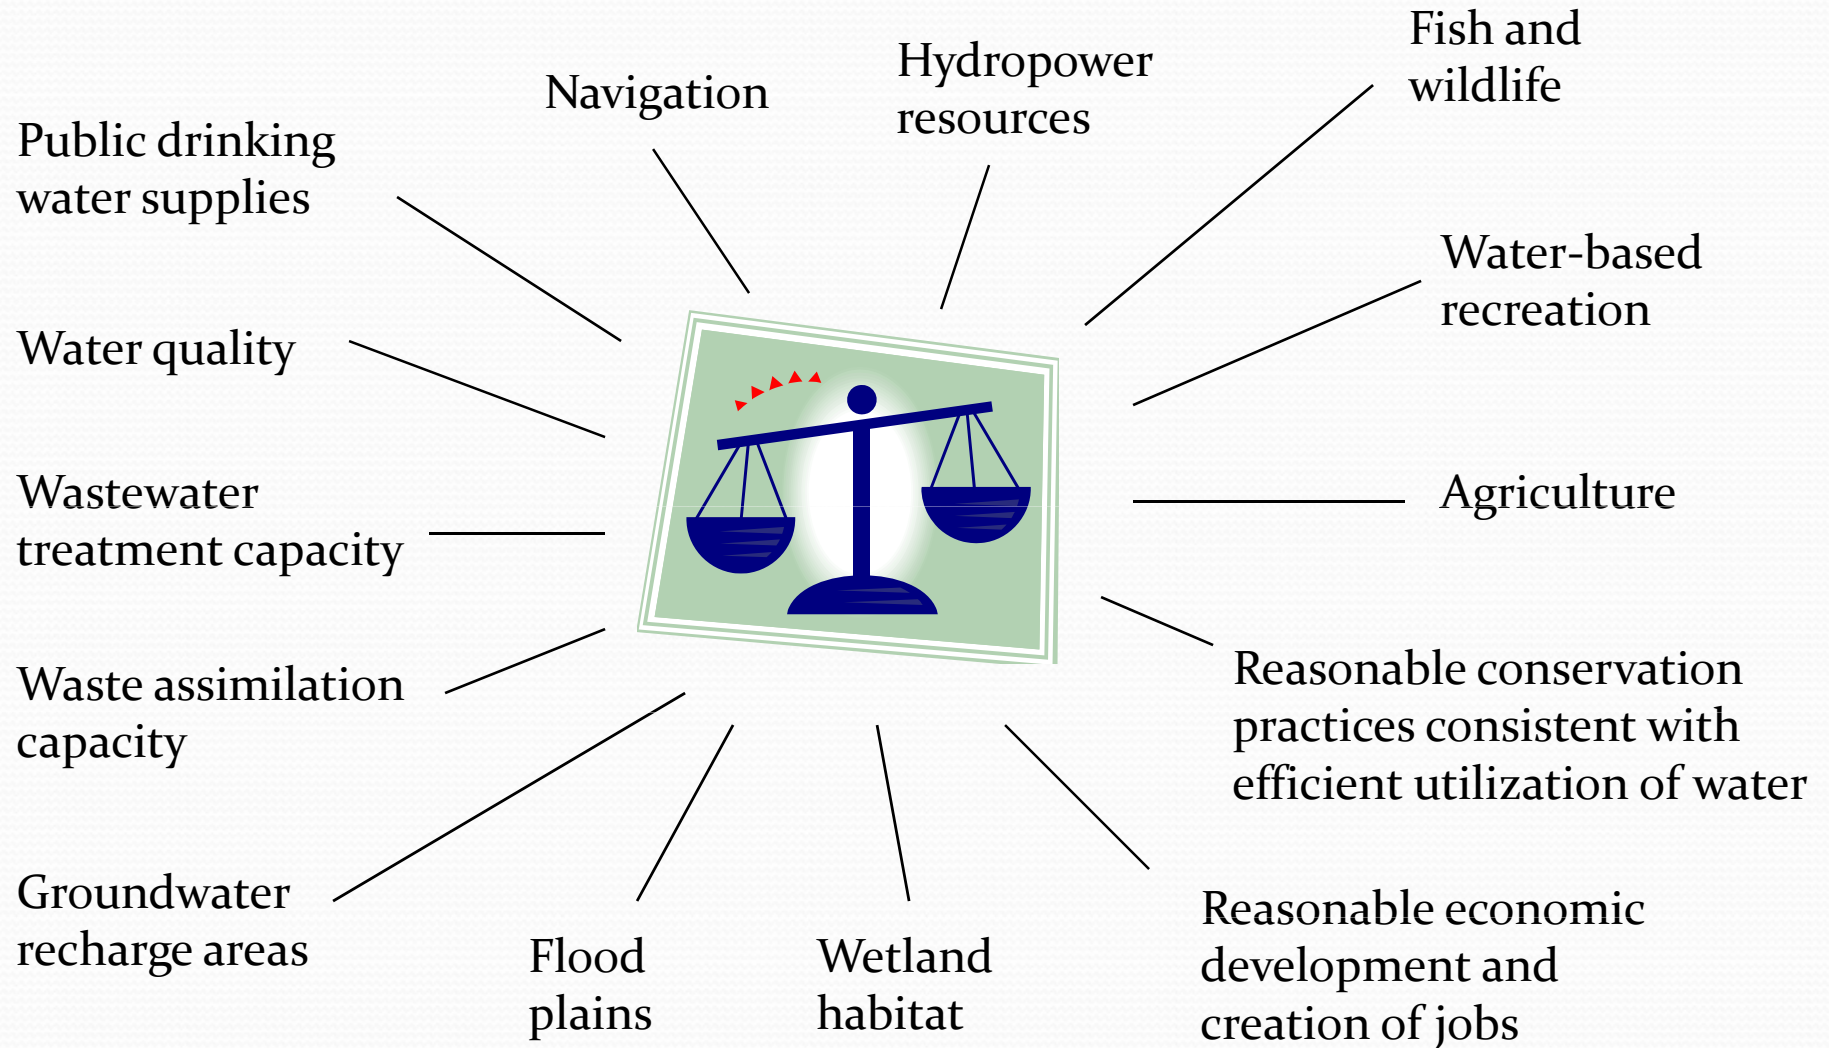 Fish and
wildlife
Hydropower
resources
Navigation
Public drinking
water supplies
Water-based
recreation
Water quality
Wastewater
treatment capacity
Agriculture
Waste assimilation
capacity
Reasonable conservation
practices consistent with
efficient utilization of water
Groundwater
recharge areas
Flood
plains
Wetland
habitat
Reasonable economic
development and
creation of jobs